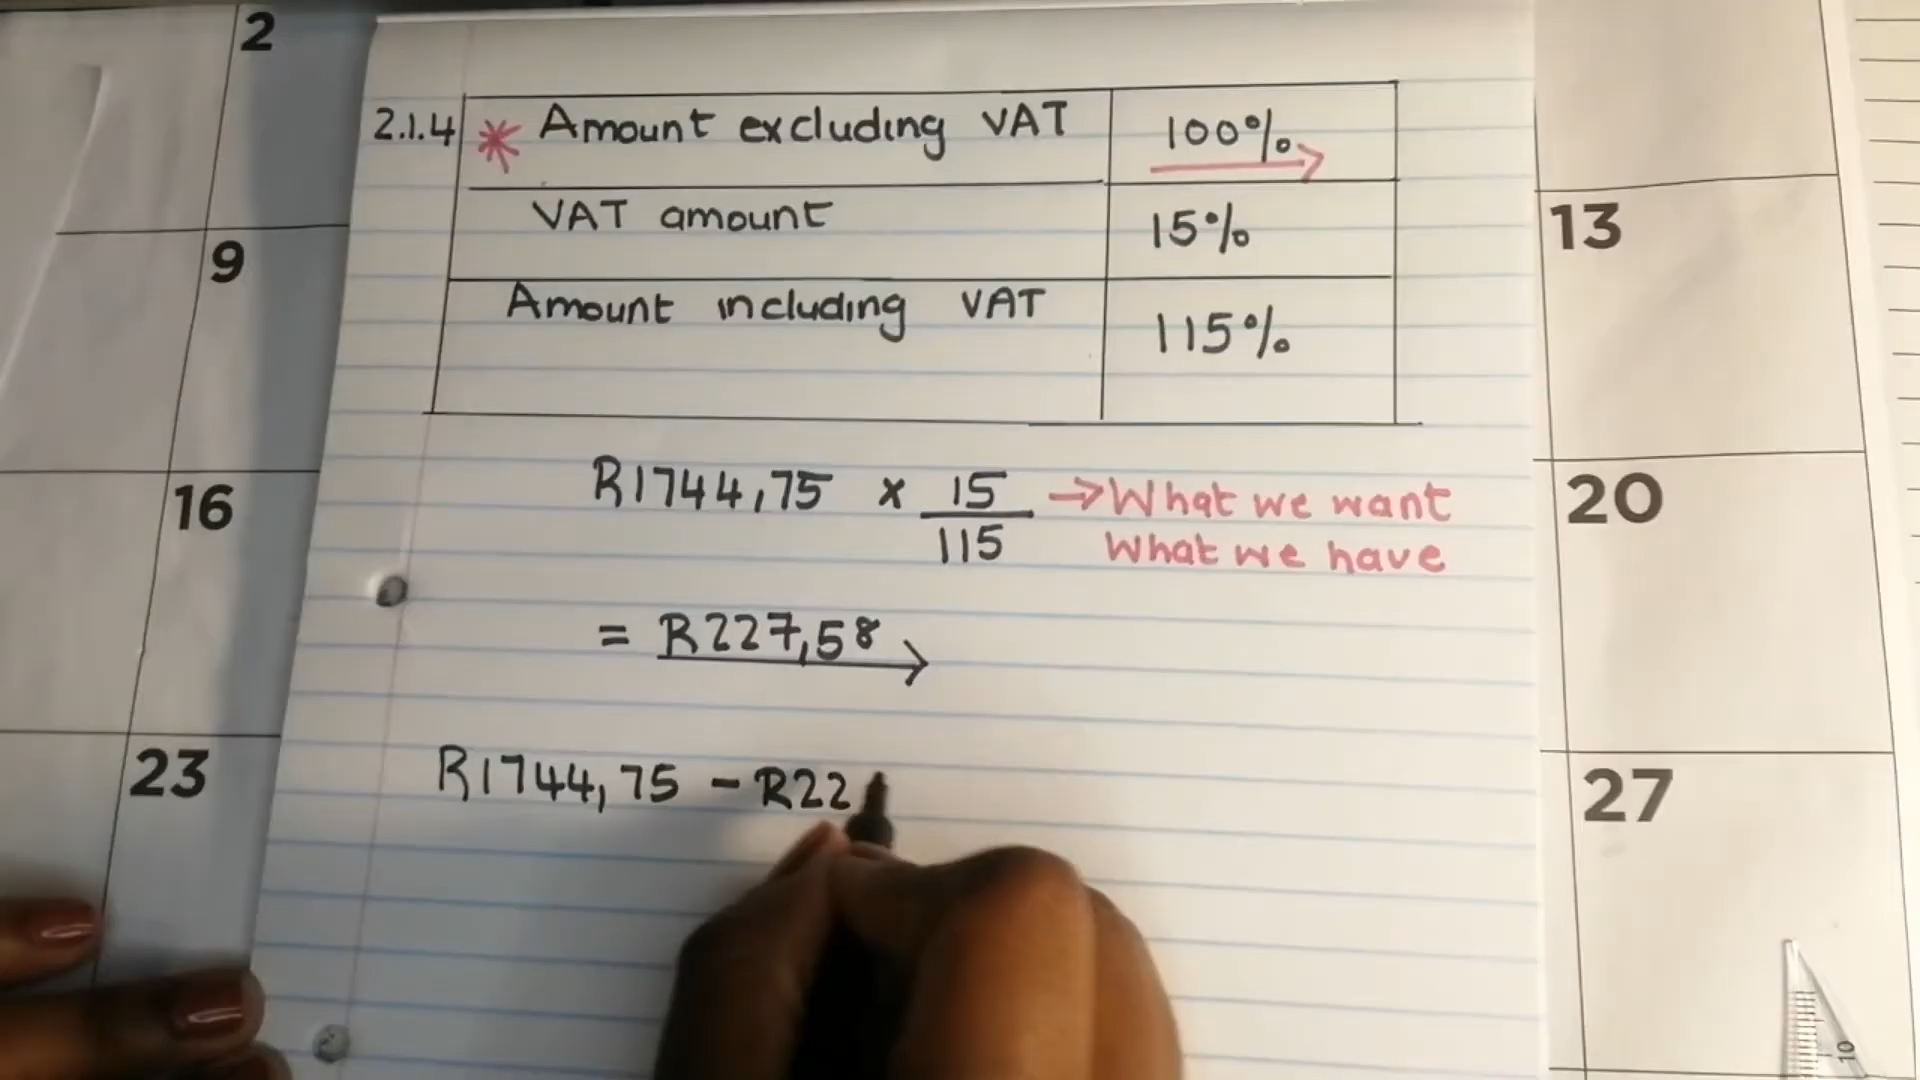 2
9
16
23
2.1.4 * Amount excluding VAT 100%
VAT amount 15%
Amount including VAT 115%
R1744,75 x 15 → What we want
115 What we have
= R227,58
R1744,75 - R22
13
20
27
10